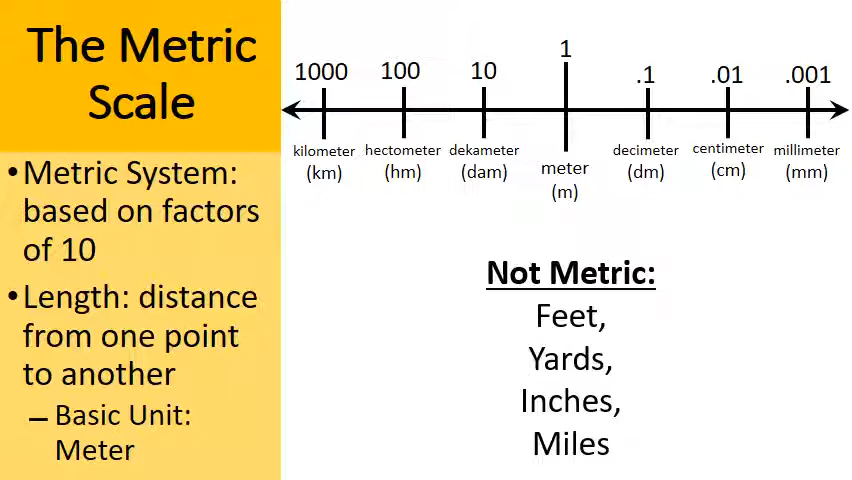 The Metric
Scale
• Metric System:
based on factors
of 10
• Length: distance
from one point
to another
– Basic Unit:
Meter
1000 100 10 1 .1 .01 .001
kilometer hectometer dekameter meter decimeter centimeter millimeter
(km) (hm) (dam) (m) (dm) (cm) (mm)
Not Metric:
Feet,
Yards,
Inches,
Miles